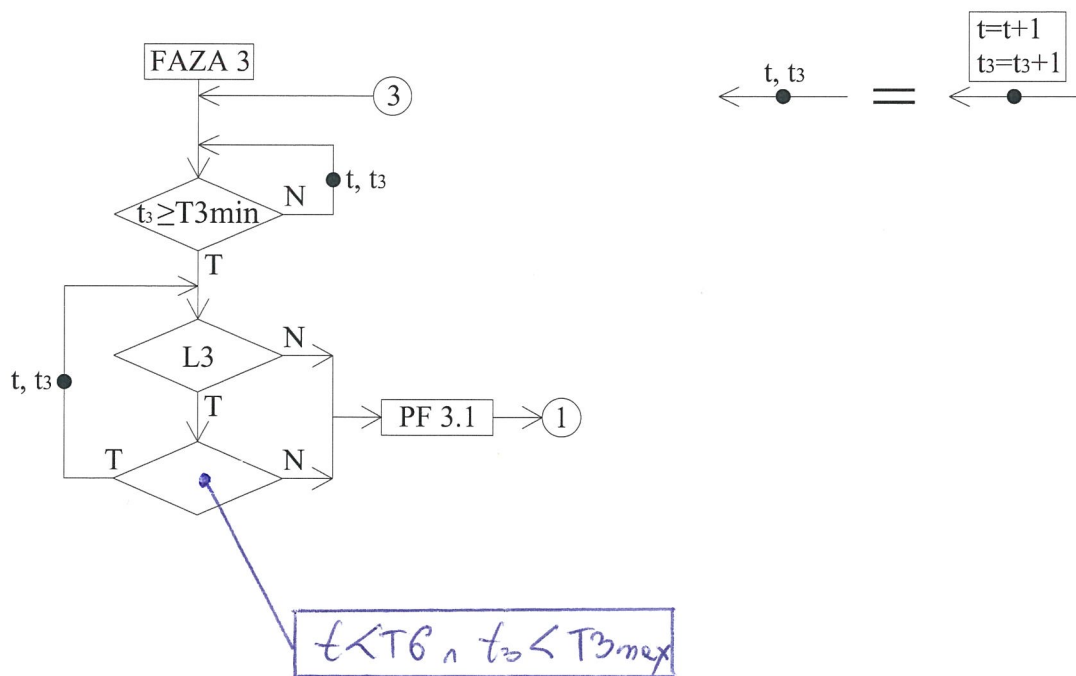 FAZA 3
3
t, t₃
N
t₃≥T3min
T
L3
N
t, t₃
T
PF 3.1
1
T
N
t<T6 ∧ t₃<T3max
t, t₃
=
t=t+1
t₃=t₃+1